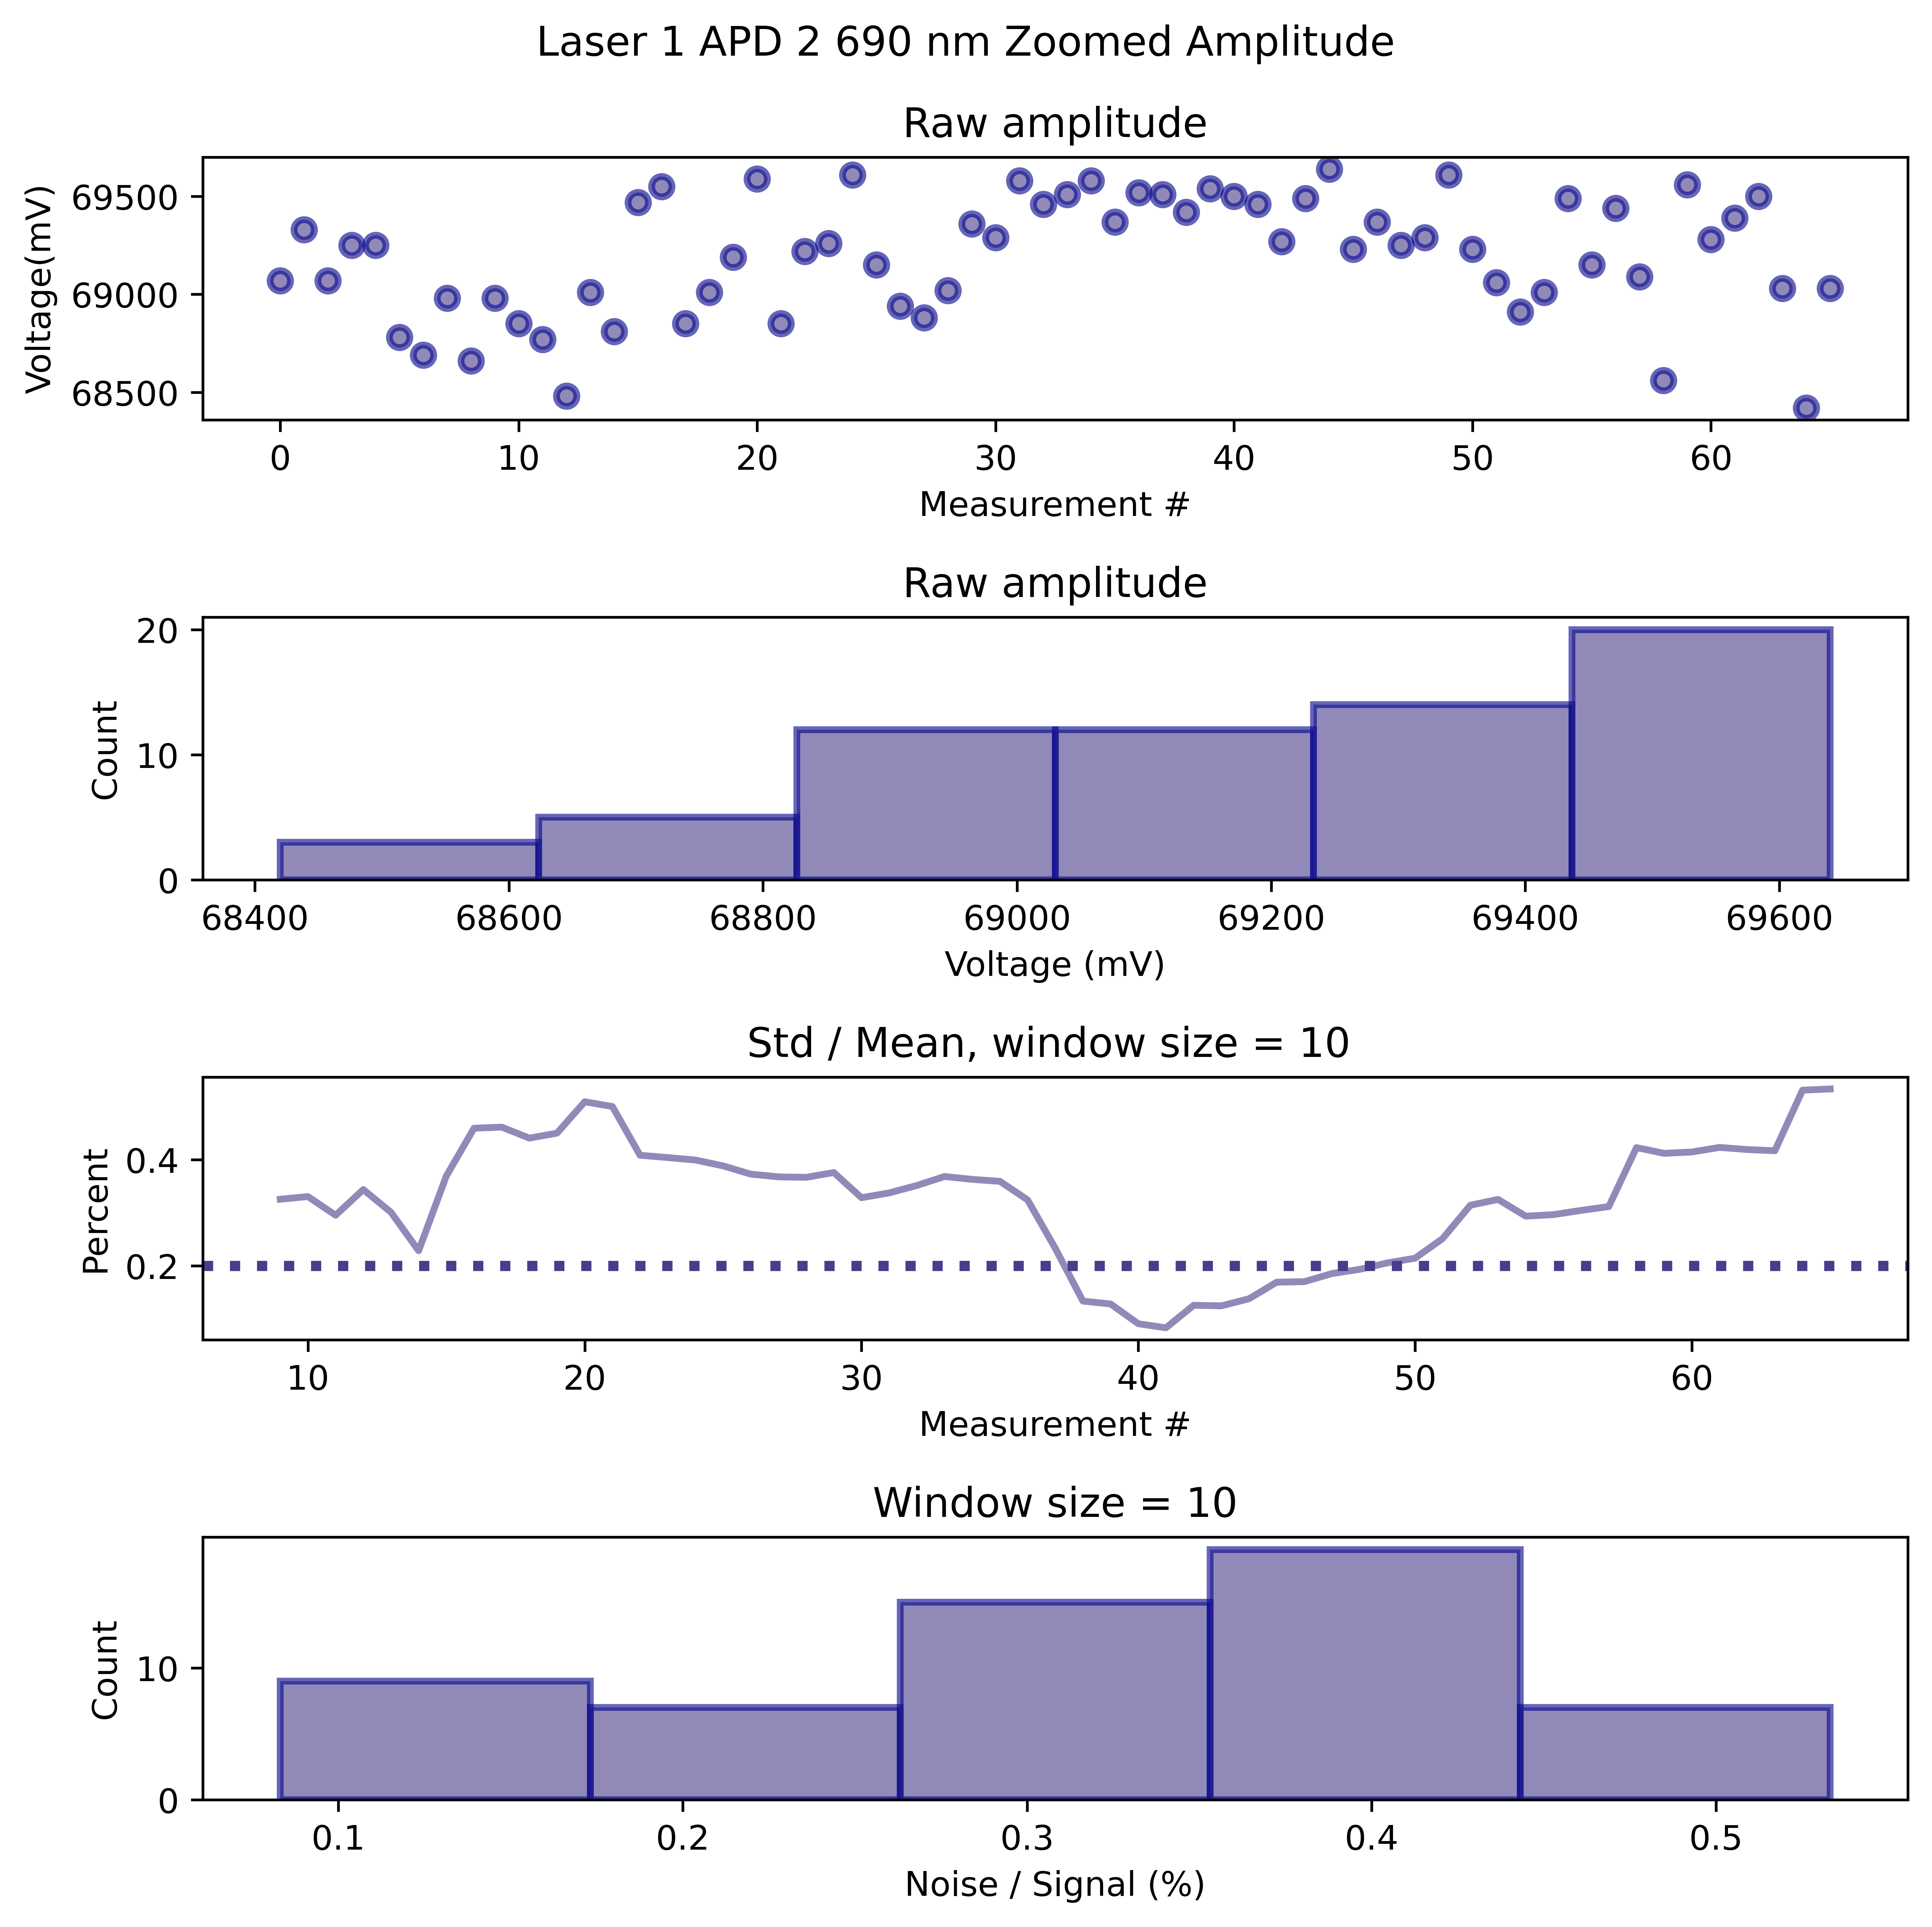 Laser 1 APD 2 690 nm Zoomed Amplitude
Raw amplitude
Voltage(mV)
69500
69000
68500
0 10 20 30 40 50 60
Measurement #
Raw amplitude
Count
20
10
0
68400 68600 68800 69000 69200 69400 69600
Voltage (mV)
Std / Mean, window size = 10
Percent
0.4
0.2
10 20 30 40 50 60
Measurement #
Window size = 10
Count
10
0
0.1 0.2 0.3 0.4 0.5
Noise / Signal (%)